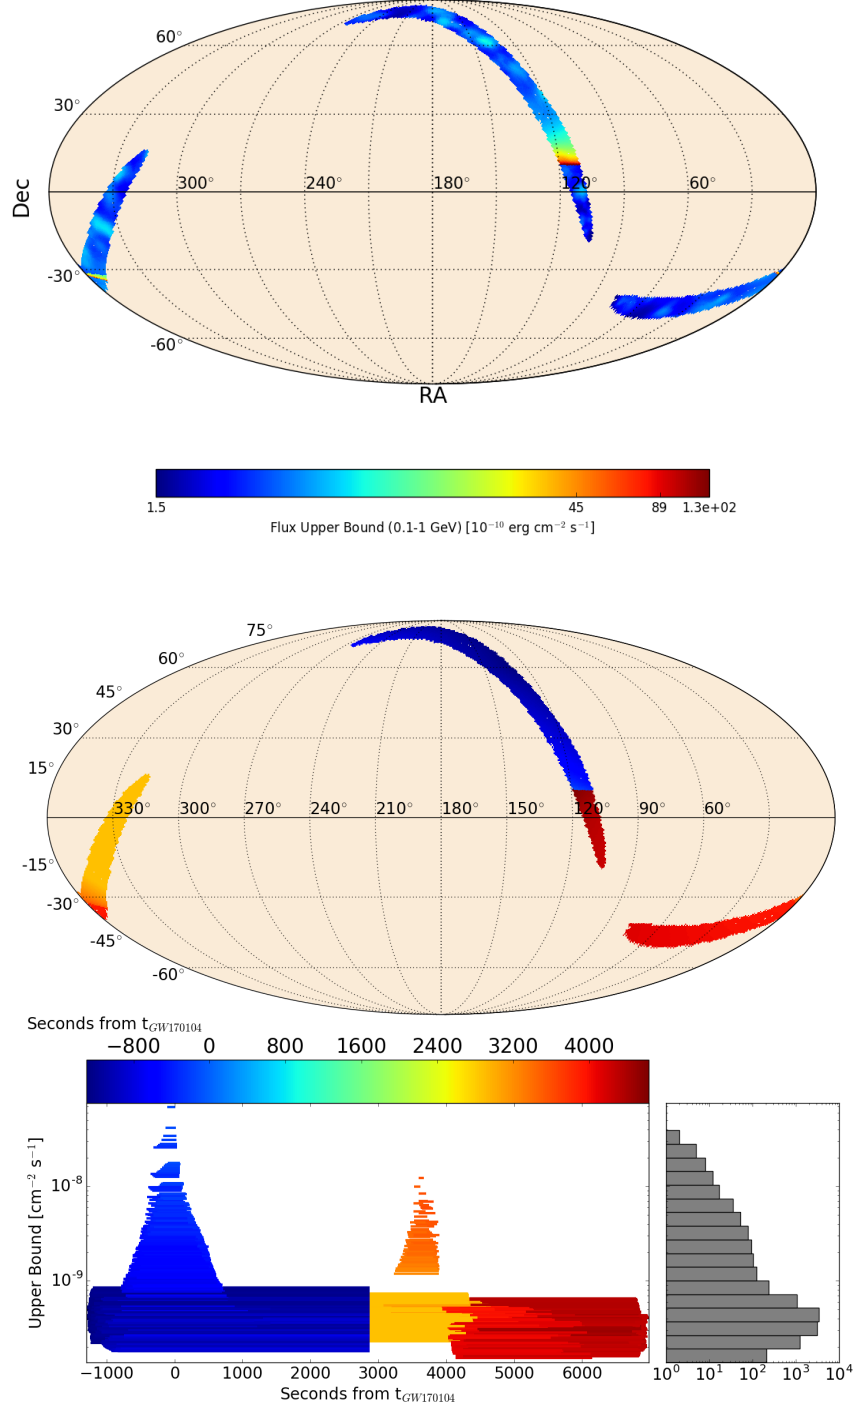 60°
30°
Dec
300° 240° 180° 120° 60°
-30°
-60°
RA
1.5 45 89 1.3e+02
Flux Upper Bound (0.1-1 GeV) [10⁻¹⁰ erg cm⁻² s⁻¹]
75°
60°
45°
30°
15°
330° 300° 270° 240° 210° 180° 150° 120° 90° 60°
-15°
-30°
-45°
-60°
Seconds from t_GW170104
−800 0 800 1600 2400 3200 4000
Upper Bound [cm⁻² s⁻¹]
10⁻⁸
10⁻⁹
−1000 0 1000 2000 3000 4000 5000 6000
10⁰ 10¹ 10² 10³ 10⁴
Seconds from t_GW170104